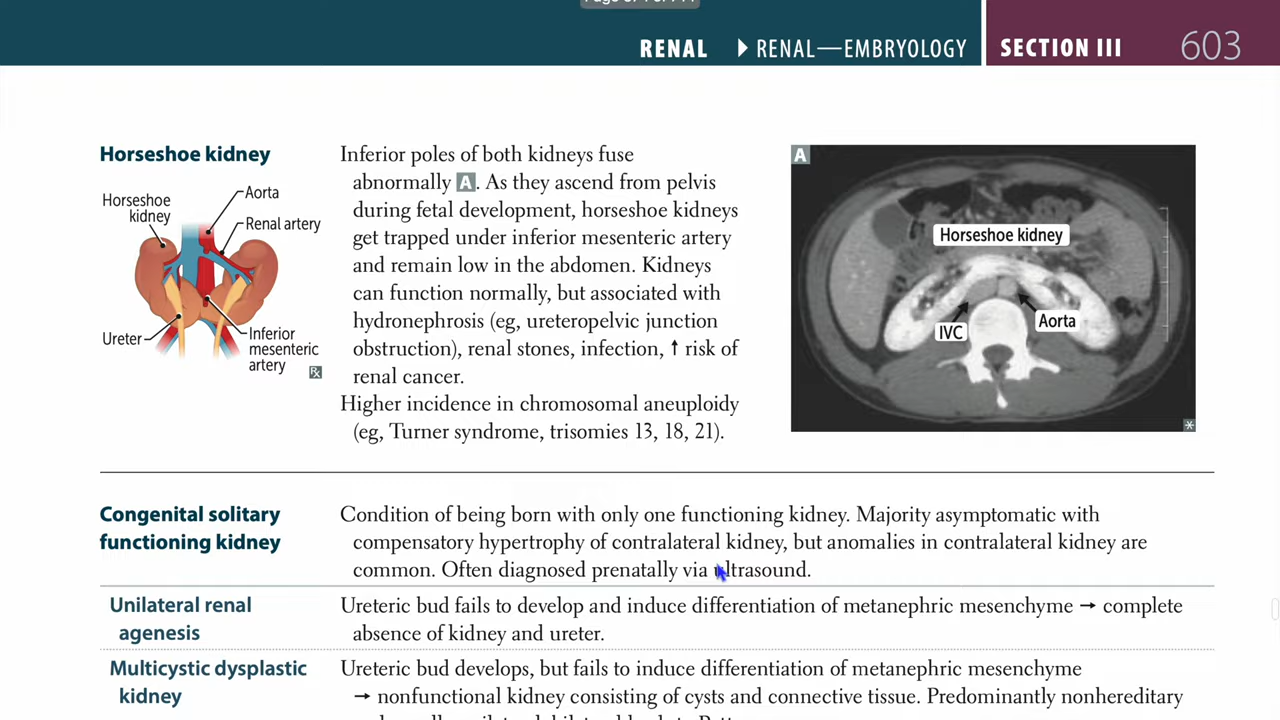 RENAL ▶ RENAL—EMBRYOLOGY SECTION III 603
Horseshoe kidney
Horseshoe
kidney
Aorta
Renal artery
Ureter
Inferior
mesenteric
artery
Rx
Inferior poles of both kidneys fuse
abnormally A. As they ascend from pelvis
during fetal development, horseshoe kidneys
get trapped under inferior mesenteric artery
and remain low in the abdomen. Kidneys
can function normally, but associated with
hydronephrosis (eg, ureteropelvic junction
obstruction), renal stones, infection, ↑ risk of
renal cancer.
Higher incidence in chromosomal aneuploidy
(eg, Turner syndrome, trisomies 13, 18, 21).
A
Horseshoe kidney
IVC
Aorta
*
Congenital solitary
functioning kidney
Condition of being born with only one functioning kidney. Majority asymptomatic with
compensatory hypertrophy of contralateral kidney, but anomalies in contralateral kidney are
common. Often diagnosed prenatally via ultrasound.
Unilateral renal
agenesis
Ureteric bud fails to develop and induce differentiation of metanephric mesenchyme → complete
absence of kidney and ureter.
Multicystic dysplastic
kidney
Ureteric bud develops, but fails to induce differentiation of metanephric mesenchyme
→ nonfunctional kidney consisting of cysts and connective tissue. Predominantly nonhereditary